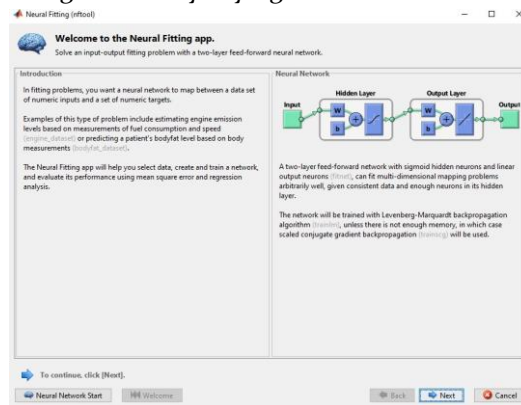 Neural Fitting (nftool)
Welcome to the Neural Fitting app.
Solve an input-output fitting problem with a two-layer feed-forward neural network.
Introduction
In fitting problems, you want a neural network to map between a data set
of numeric inputs and a set of numeric targets.
Examples of this type of problem include estimating engine emission
levels based on measurements of fuel consumption and speed
(engine_dataset) or predicting a patient's bodyfat level based on body
measurements (bodyfat_dataset).
The Neural Fitting app will help you select data, create and train a network,
and evaluate its performance using mean square error and regression
analysis.
Neural Network
Hidden Layer
Output Layer
Input
Output
W
b
W
b
A two-layer feed-forward network with sigmoid hidden neurons and linear
output neurons (fitnet), can fit multi-dimensional mapping problems
arbitrarily well, given consistent data and enough neurons in its hidden
layer.
The network will be trained with Levenberg-Marquardt backpropagation
algorithm (trainlm), unless there is not enough memory, in which case
scaled conjugate gradient backpropagation (trainscg) will be used.
To continue, click [Next].
Neural Network Start
Welcome
Back
Next
Cancel